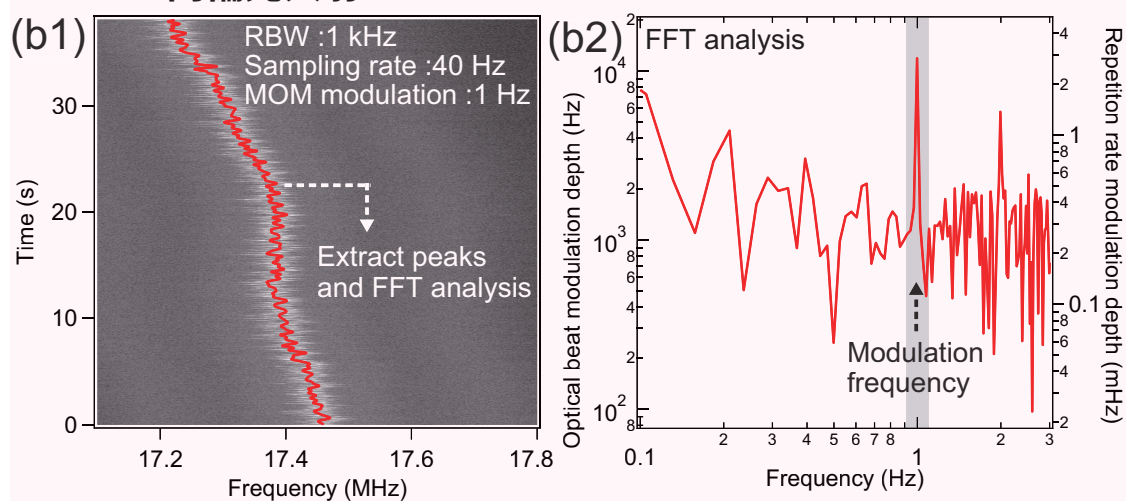 (b1)
RBW :1 kHz
Sampling rate :40 Hz
MOM modulation :1 Hz
Extract peaks
and FFT analysis
Time (s)
30
20
10
0
17.2
17.4
17.6
17.8
Frequency (MHz)
(b2)
FFT analysis
Optical beat modulation depth (Hz)
2
10⁴
8
6
4
2
10³
8
6
4
2
10²
8
Modulation
frequency
0.1
2
3
4
5
6
7
8
1
2
3
Frequency (Hz)
4
2
1
8
6
4
2
0.1
8
6
4
2
Repetiton rate modulation
depth (mHz)